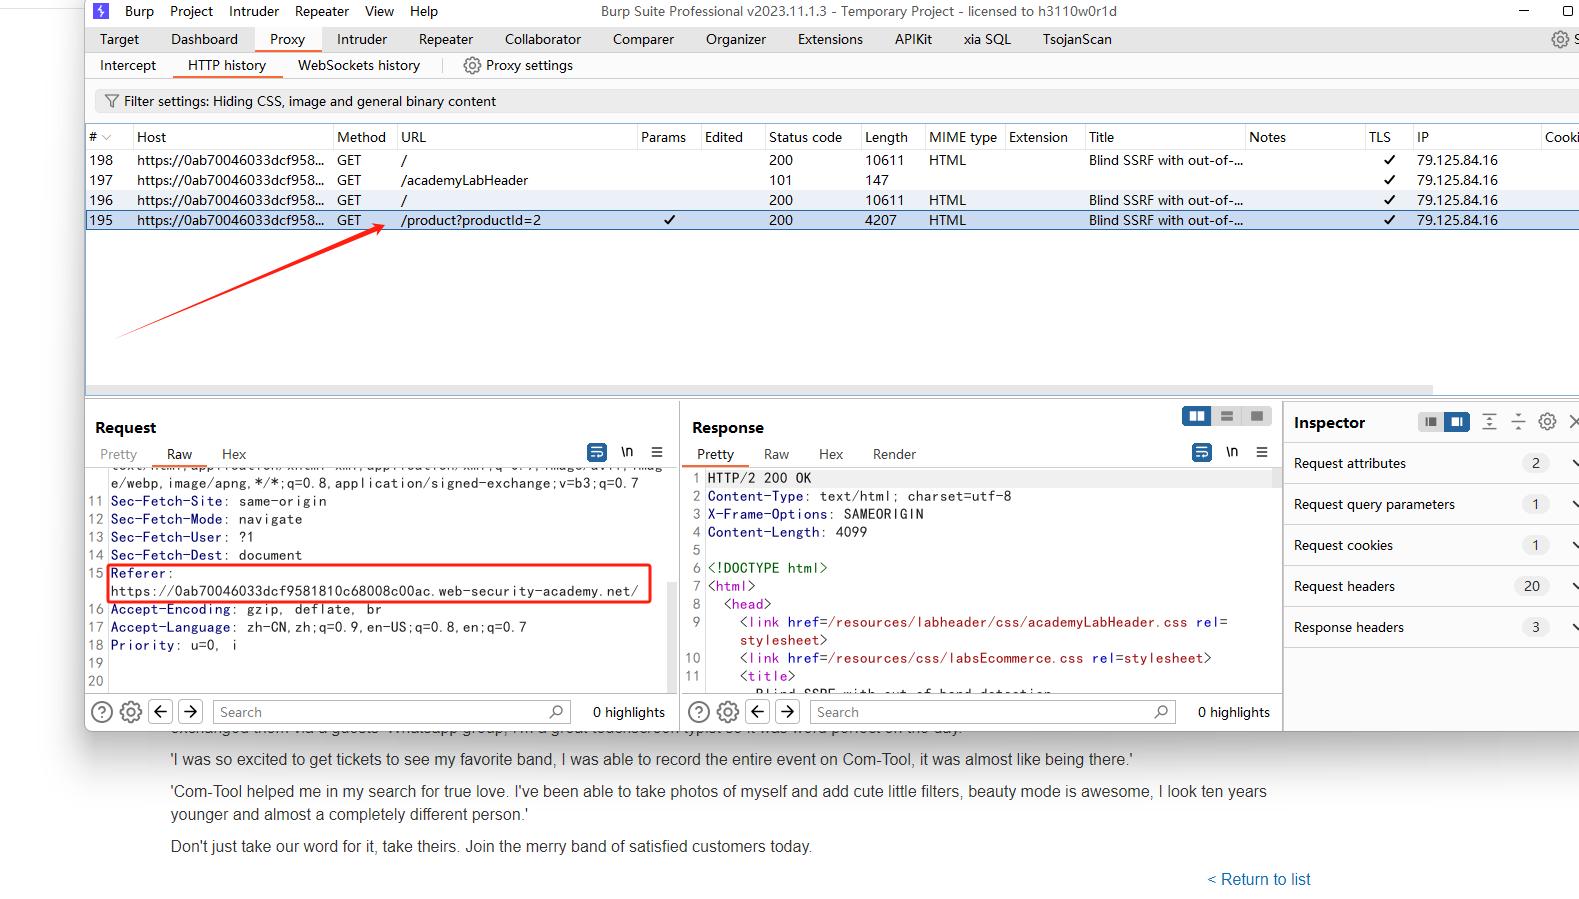 Burp Project Intruder Repeater View Help Burp Suite Professional v2023.11.1.3 - Temporary Project - licensed to h3110w0r1d
Target Dashboard Proxy Intruder Repeater Collaborator Comparer Sequencer Organizer Extensions APIKit xia SQL TsojanScan S
Intercept HTTP history WebSockets history Proxy settings
Filter settings: Hiding CSS, image and general binary content
# Host Method URL Params Edited Status code Length MIME type Extension Title Notes TLS IP Cooki
198 https://0ab70046033dcf958... GET / 200 10611 HTML Blind SSRF with out-of-... ✓ 79.125.84.16
197 https://0ab70046033dcf958... GET /academyLabHeader 101 147 ✓ 79.125.84.16
196 https://0ab70046033dcf958... GET / 200 10611 HTML Blind SSRF with out-of-... ✓ 79.125.84.16
195 https://0ab70046033dcf958... GET /product?productId=2 ✓ 200 4207 HTML Blind SSRF with out-of-... ✓ 79.125.84.16
Request
Pretty Raw Hex \n
e/webp,image/apng,*/*;q=0.8,application/signed-exchange;v=b3;q=0.7
11 Sec-Fetch-Site: same-origin
12 Sec-Fetch-Mode: navigate
13 Sec-Fetch-User: ?1
14 Sec-Fetch-Dest: document
15 Referer:
https://0ab70046033dcf9581810c68008c00ac.web-security-academy.net/
16 Accept-Encoding: gzip, deflate, br
17 Accept-Language: zh-CN,zh;q=0.9,en-US;q=0.8,en;q=0.7
18 Priority: u=0, i
19
20
Search 0 highlights
Response
Pretty Raw Hex Render \n
1 HTTP/2 200 OK
2 Content-Type: text/html; charset=utf-8
3 X-Frame-Options: SAMEORIGIN
4 Content-Length: 4099
5
6 <!DOCTYPE html>
7 <html>
8 <head>
9 <link href=/resources/labheader/css/academyLabHeader.css rel=
stylesheet>
10 <link href=/resources/css/labsEcommerce.css rel=stylesheet>
11 <title>
Blind SSRF with out-of-band detection
Search 0 highlights
Inspector
Request attributes 2
Request query parameters 1
Request cookies 1
Request headers 20
Response headers 3
'I was so excited to get tickets to see my favorite band, I was able to record the entire event on Com-Tool, it was almost like being there.'
'Com-Tool helped me in my search for true love. I've been able to take photos of myself and add cute little filters, beauty mode is awesome, I look ten years
younger and almost a completely different person.'
Don't just take our word for it, take theirs. Join the merry band of satisfied customers today.
< Return to list